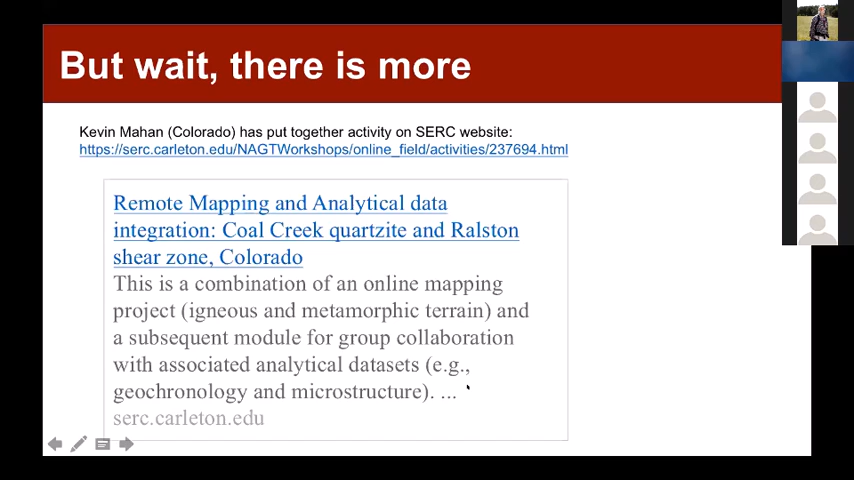 But wait, there is more
Kevin Mahan (Colorado) has put together activity on SERC website:
https://serc.carleton.edu/NAGTWorkshops/online_field/activities/237694.html
Remote Mapping and Analytical data
integration: Coal Creek quartzite and Ralston
shear zone, Colorado
This is a combination of an online mapping
project (igneous and metamorphic terrain) and
a subsequent module for group collaboration
with associated analytical datasets (e.g.,
geochronology and microstructure). ...
serc.carleton.edu